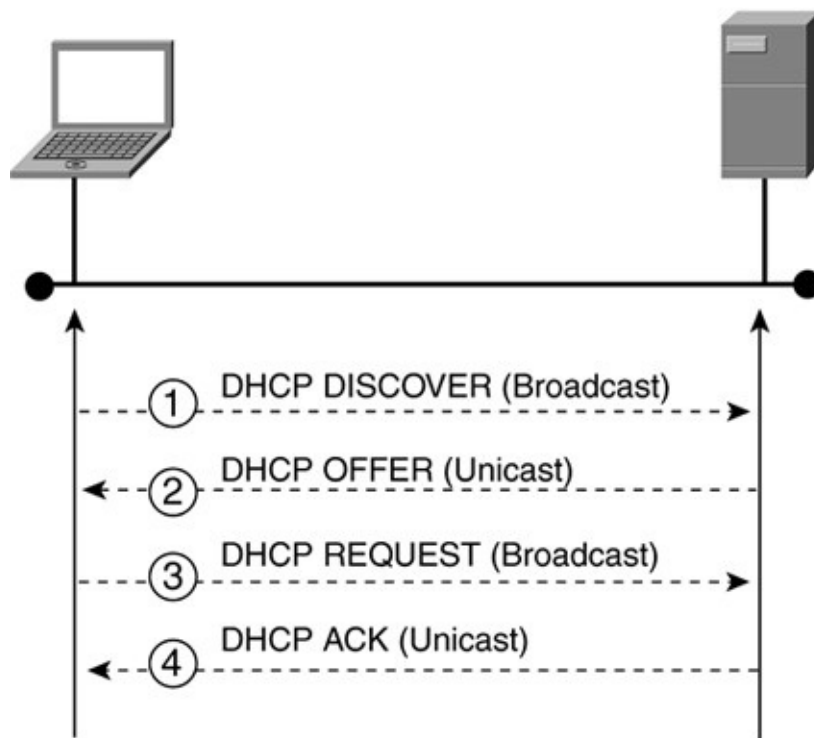 1 DHCP DISCOVER (Broadcast)
2 DHCP OFFER (Unicast)
3 DHCP REQUEST (Broadcast)
4 DHCP ACK (Unicast)